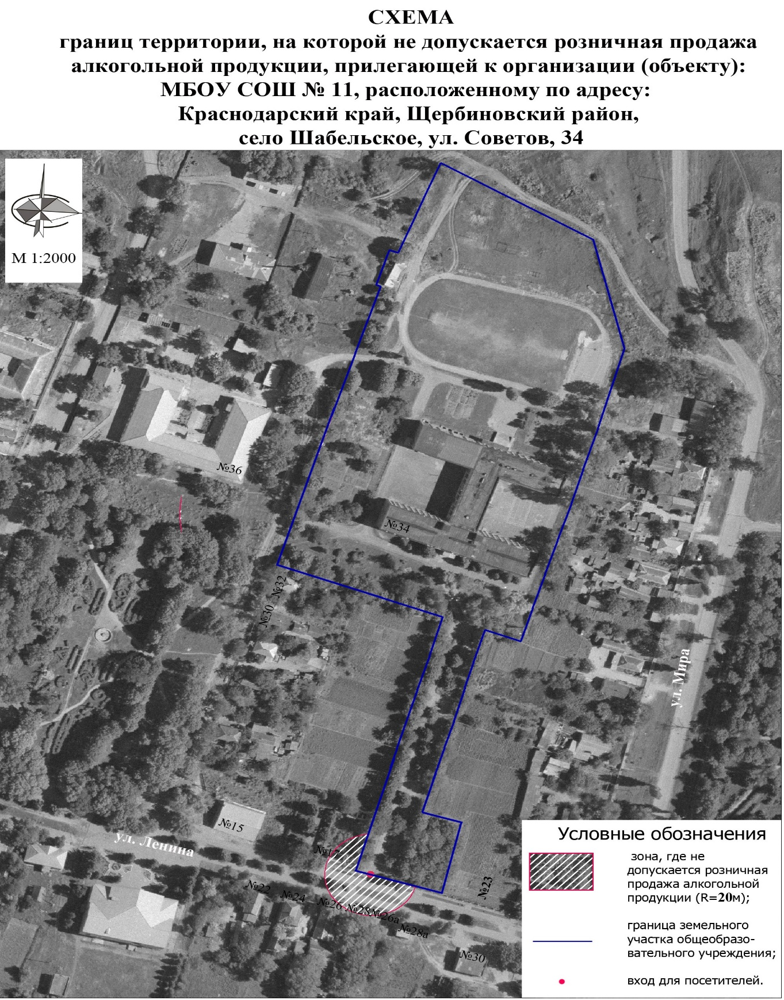 СХЕМА
границ территории, на которой не допускается розничная продажа
алкогольной продукции, прилегающей к организации (объекту):
МБОУ СОШ № 11, расположенному по адресу:
Краснодарский край, Щербиновский район,
село Шабельское, ул. Советов, 34
М 1:2000
№36
№34
№32
№30
ул. Мира
№15
ул. Ленина
№17
№22
№24
№26
№28
№26а
№28а
№23
№30
Условные обозначения
зона, где не
допускается розничная
продажа алкогольной
продукции (R=20м);
граница земельного
участка общеобразо-
вательного учреждения;
вход для посетителей.